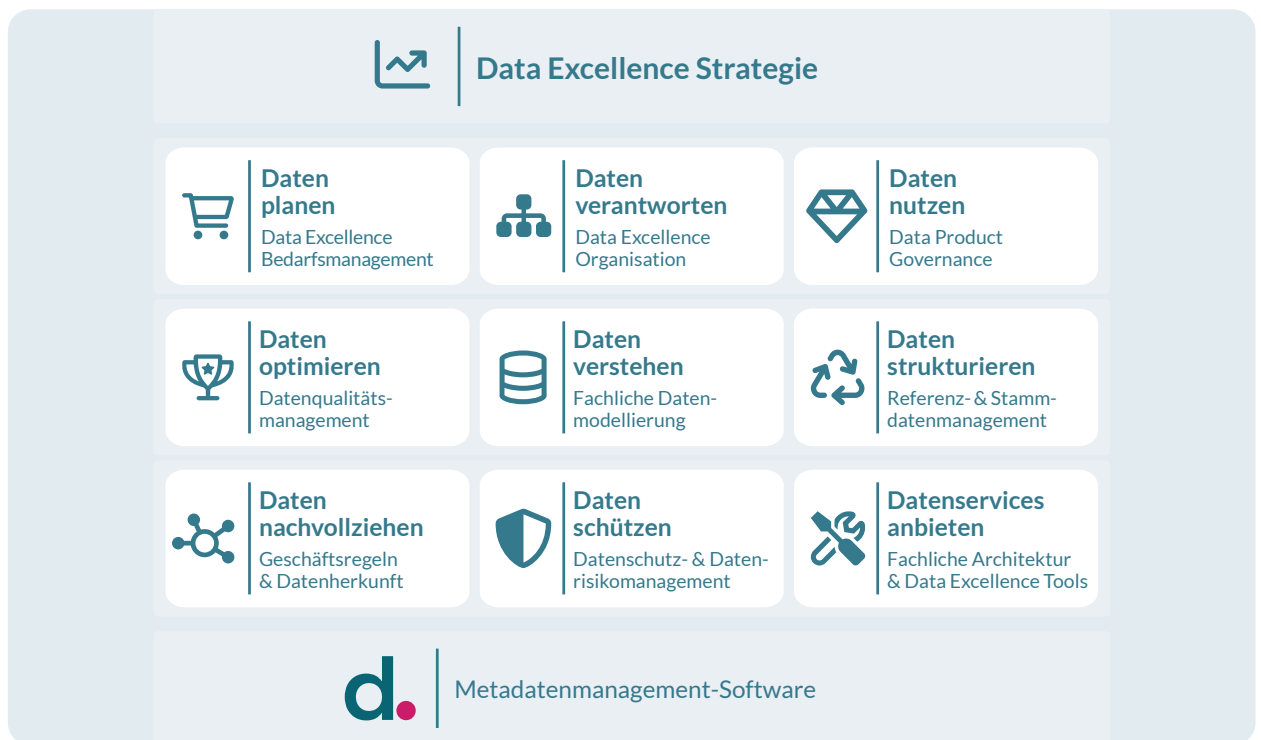 Data Excellence Strategie
Daten
planen
Data Excellence
Bedarfsmanagement
Daten
verantworten
Data Excellence
Organisation
Daten
nutzen
Data Product
Governance
Daten
optimieren
Datenqualitäts-
management
Daten
verstehen
Fachliche Daten-
modellierung
Daten
strukturieren
Referenz- & Stamm-
datenmanagement
Daten
nachvollziehen
Geschäftsregeln
& Datenherkunft
Daten
schützen
Datenschutz- & Daten-
risikomanagement
Datenservices
anbieten
Fachliche Architektur
& Data Excellence Tools
d.
Metadatenmanagement-Software